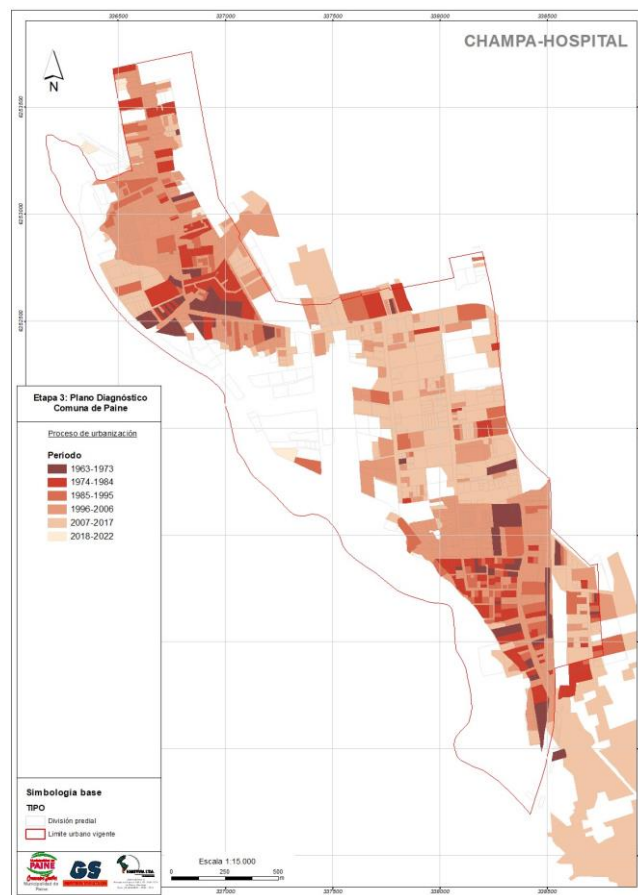 336500
337000
337500
338000
338500
CHAMPA-HOSPITAL
N
Etapa 3: Plano Diagnóstico
Comuna de Paine
Proceso de urbanización
Periodo
1963-1973
1974-1984
1985-1995
1996-2006
2007-2017
2018-2022
Simbología base
TIPO
División predial
Limite urbano vigente
PAINE
GS
Escala 1:15.000
0
250
500
m
337000
337500
338000
338500